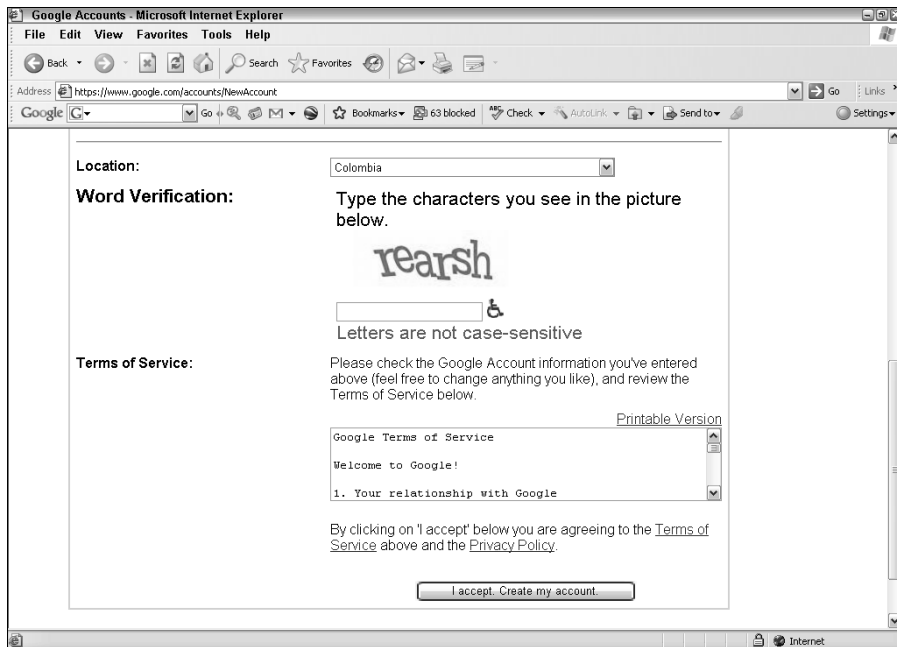 Google Accounts - Microsoft Internet Explorer
File Edit View Favorites Tools Help
Back Search Favorites
Address https://www.google.com/accounts/NewAccount Go Links
Google G Go Bookmarks 63 blocked ABC Check AutoLink Send to Settings
Location: Colombia
Word Verification: Type the characters you see in the picture
below.
rearsh
Letters are not case-sensitive
Terms of Service: Please check the Google Account information you've entered
above (feel free to change anything you like), and review the
Terms of Service below.
Printable Version
Google Terms of Service
Welcome to Google!
1. Your relationship with Google
By clicking on 'I accept' below you are agreeing to the Terms of
Service above and the Privacy Policy.
I accept. Create my account.
Internet